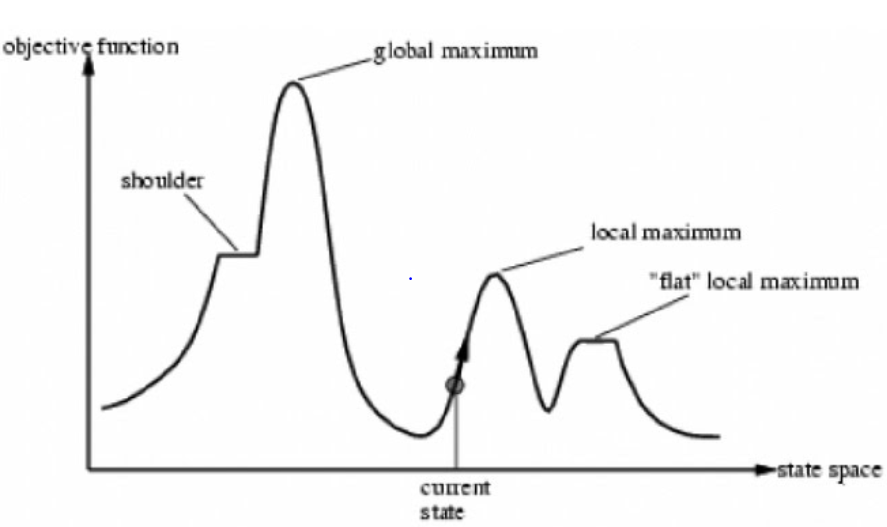 objective function
global maximum
shoulder
local maximum
"flat" local maximum
state space
current
state